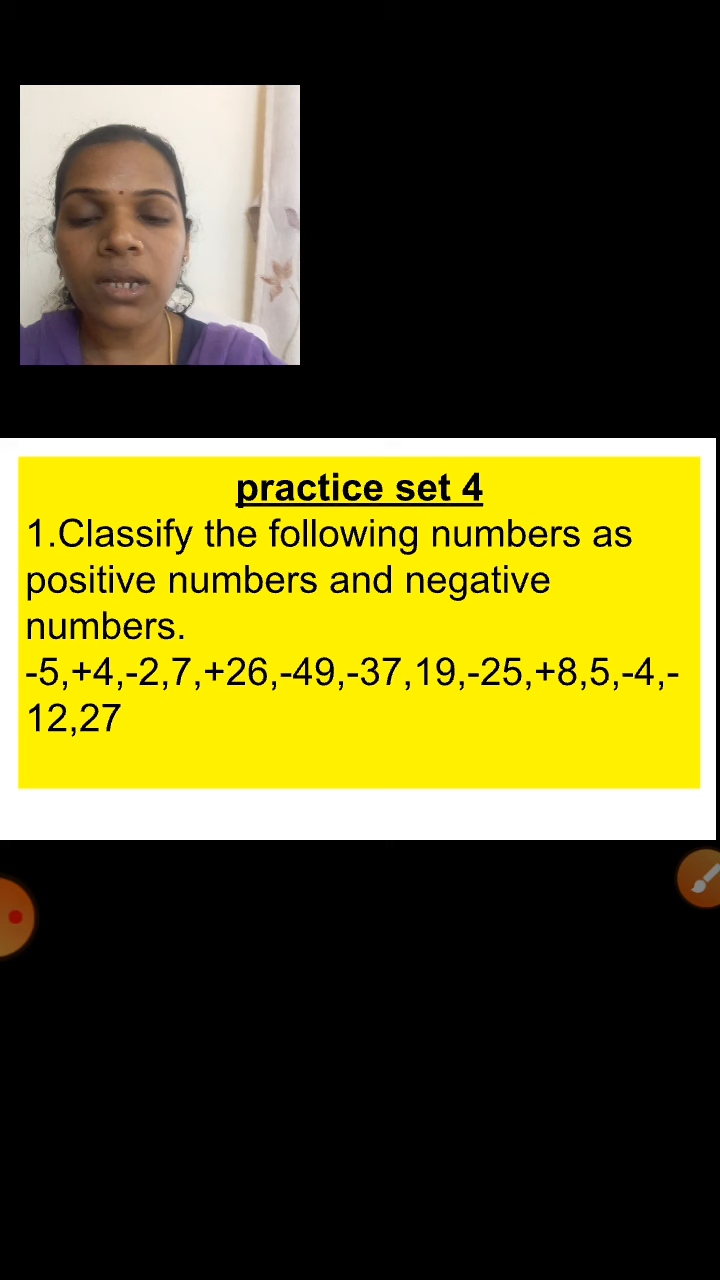 practice set 4
1.Classify the following numbers as
positive numbers and negative
numbers.
-5,+4,-2,7,+26,-49,-37,19,-25,+8,5,-4,-
12,27